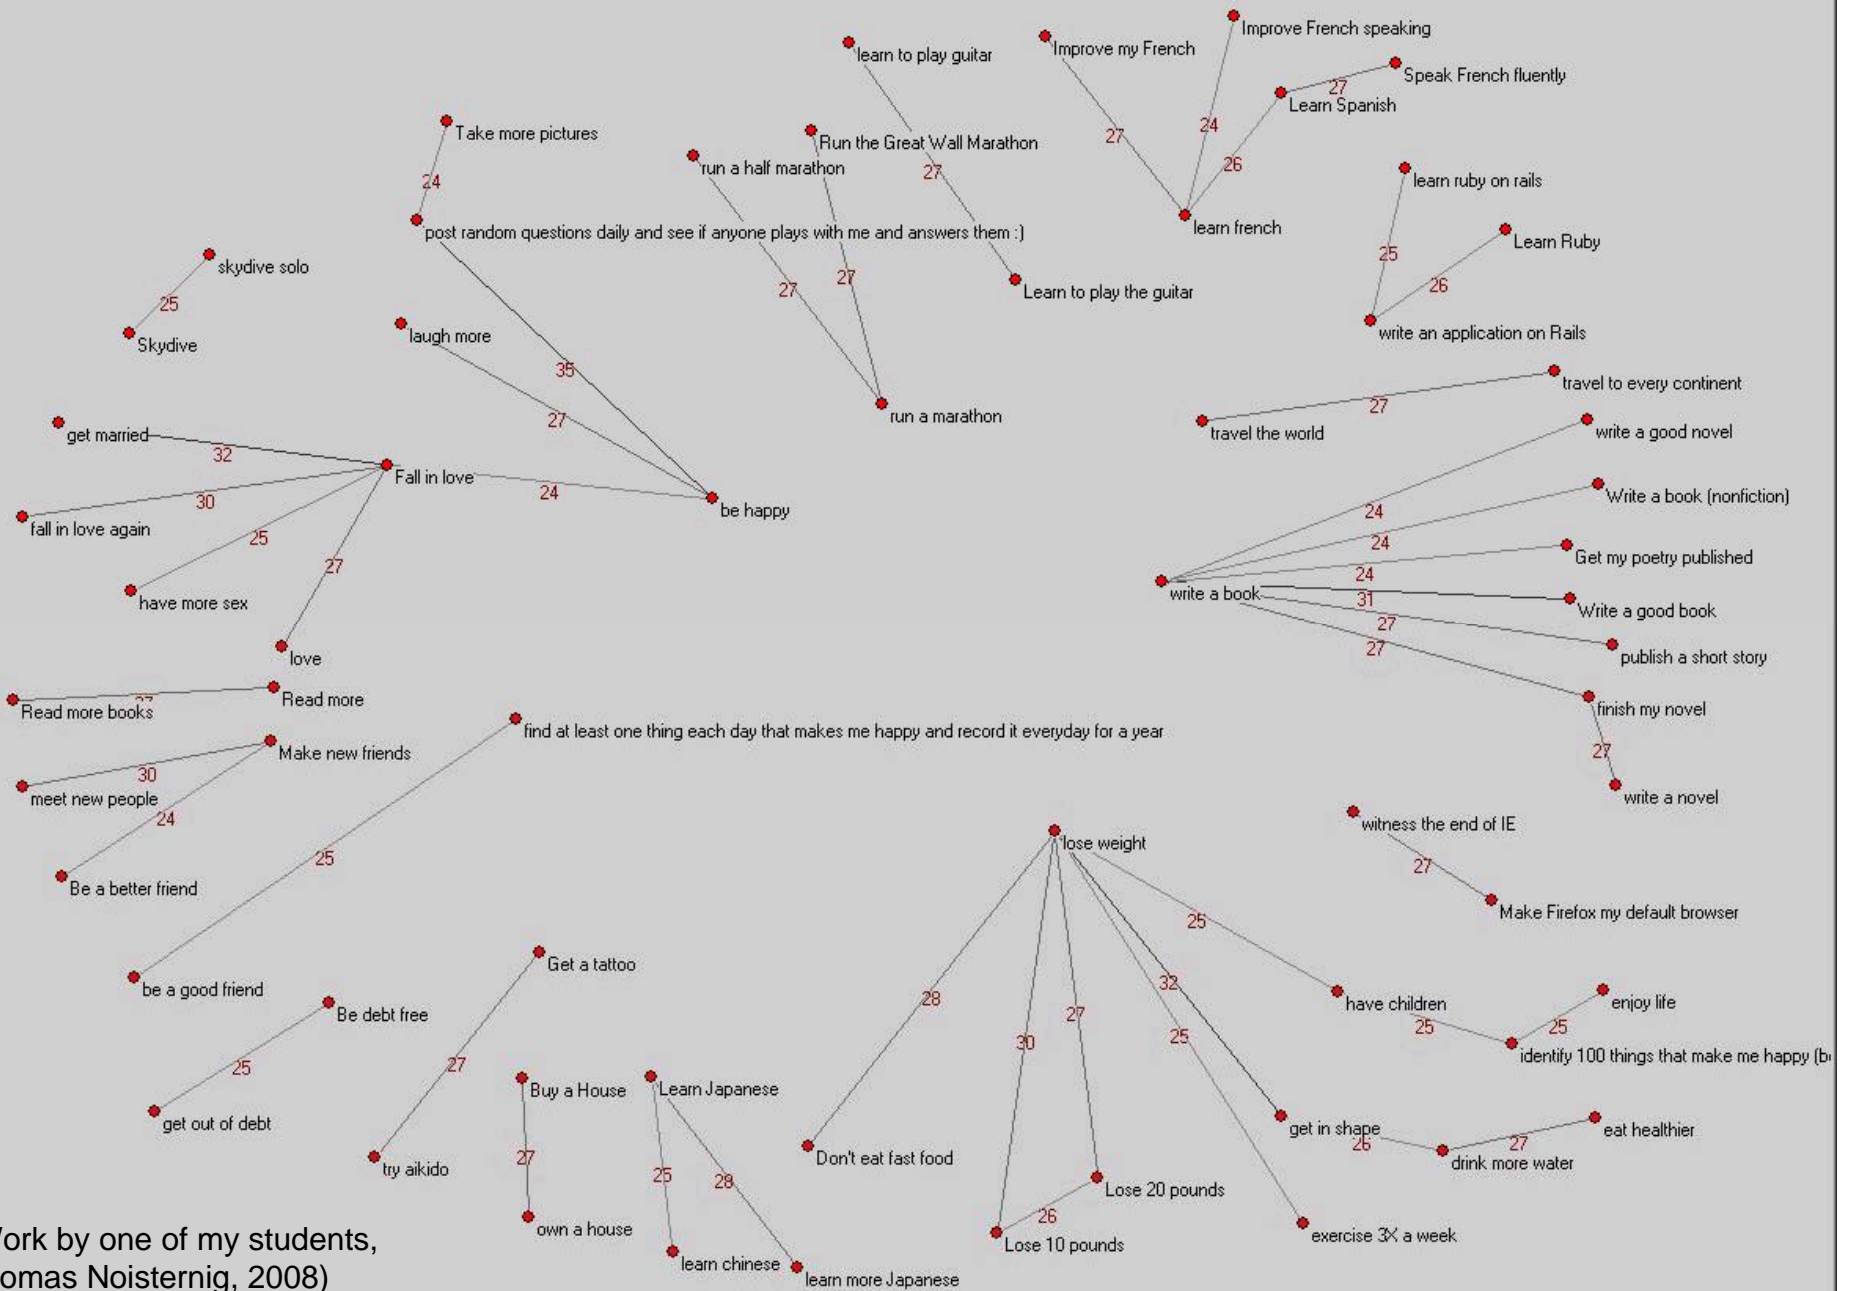 Improve French speaking
Improve my French
learn to play guitar
Speak French fluently
27
Learn Spanish
Take more pictures
24
27
Run the Great Wall Marathon
26
run a half marathon
27
24
learn ruby on rails
learn french
post random questions daily and see if anyone plays with me and answers them :)
Learn Ruby
25
skydive solo
27
26
27
Learn to play the guitar
25
Skydive
laugh more
write an application on Rails
35
travel to every continent
27
27
run a marathon
travel the world
write a good novel
get married
32
Fall in love
24
be happy
Write a book (nonfiction)
30
24
fall in love again
25
24
Get my poetry published
27
24
write a book
31
Write a good book
have more sex
27
27
publish a short story
love
Read more
Read more books
finish my novel
find at least one thing each day that makes me happy and record it everyday for a year
Make new friends
27
30
meet new people
write a novel
24
witness the end of IE
lose weight
25
27
Be a better friend
Make Firefox my default browser
25
Get a tattoo
32
be a good friend
28
have children
enjoy life
Be debt free
27
25
25
30
25
identify 100 things that make me happy (b
25
27
Buy a House
Learn Japanese
get out of debt
get in shape
26
27
eat healthier
27
Don't eat fast food
drink more water
try aikido
25
28
Lose 20 pounds
26
own a house
exercise 3X a week
Lose 10 pounds
learn chinese
learn more Japanese
ork by one of my students,
omas Noisternig, 2008)